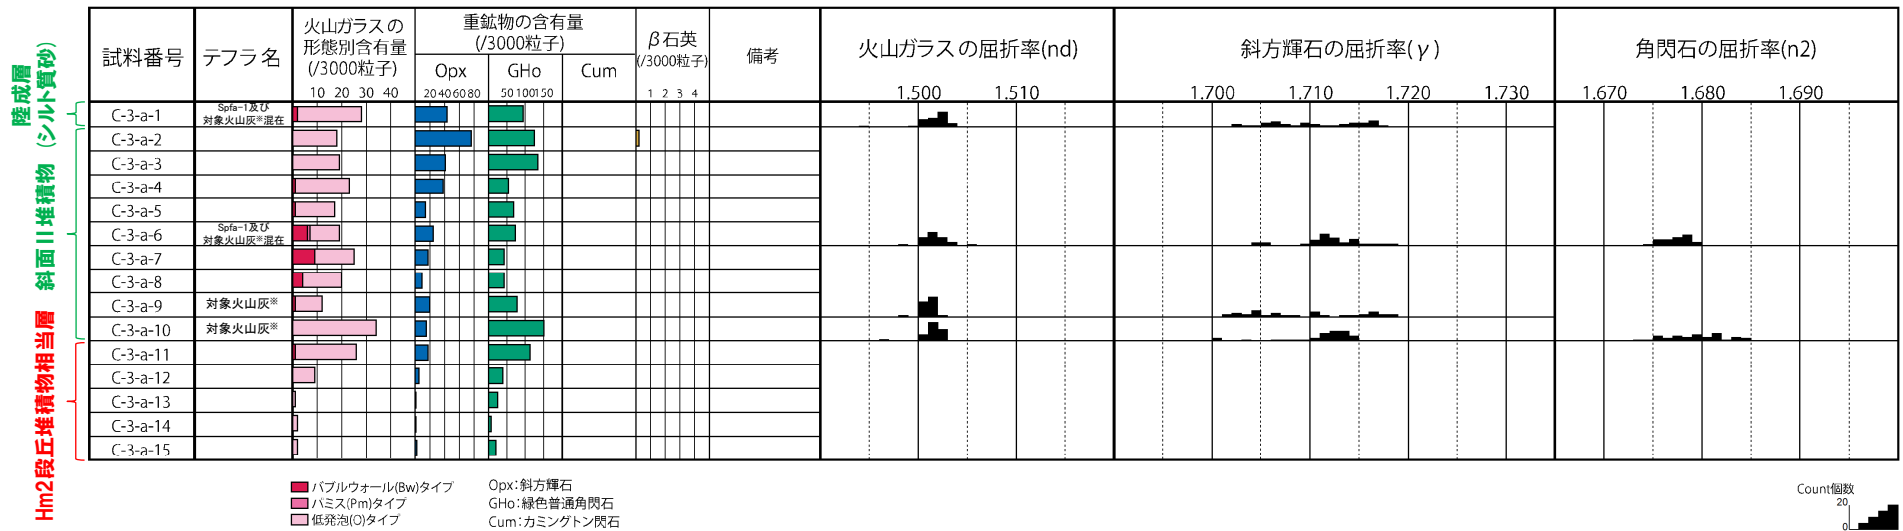 試料番号
テフラ名
火山ガラスの
形態別含有量
(/3000粒子)
10 20 30 40
重鉱物の含有量
(/3000粒子)
Opx
20 40 60 80
GHo
50 100 150
Cum
β石英
(/3000粒子)
1 2 3 4
備考
火山ガラスの屈折率(nd)
1.500 1.510
斜方輝石の屈折率(γ)
1.700 1.710 1.720 1.730
角閃石の屈折率(n2)
1.670 1.680 1.690
陸成層
(シルト質砂)
斜面II堆積物
Hm2段丘堆積物相当層
C-3-a-1
Spfa-1及び
対象火山灰※混在
C-3-a-2
C-3-a-3
C-3-a-4
C-3-a-5
C-3-a-6
Spfa-1及び
対象火山灰※混在
C-3-a-7
C-3-a-8
C-3-a-9 対象火山灰※
C-3-a-10 対象火山灰※
C-3-a-11
C-3-a-12
C-3-a-13
C-3-a-14
C-3-a-15
バブルウォール(Bw)タイプ
パミス(Pm)タイプ
低発泡(O)タイプ
Opx:斜方輝石
GHo:緑色普通角閃石
Cum:カミングトン閃石
Count個数
20
0